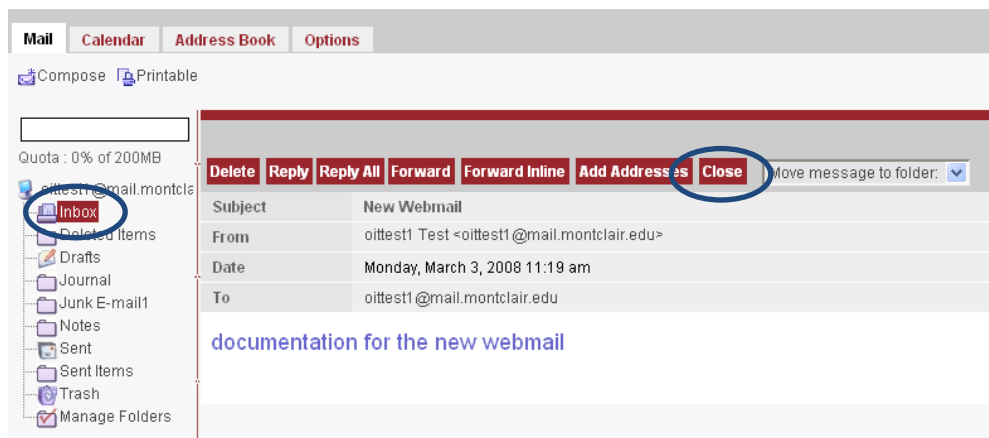 Mail Calendar Address Book Options
Compose Printable
Quota : 0% of 200MB
oittest1@mail.montcla
Inbox
Deleted Items
Drafts
Journal
Junk E-mail1
Notes
Sent
Sent Items
Trash
Manage Folders
Delete Reply Reply All Forward Forward Inline Add Addresses Close Move message to folder:
Subject New Webmail
From oittest1 Test <oittest1@mail.montclair.edu>
Date Monday, March 3, 2008 11:19 am
To oittest1@mail.montclair.edu
documentation for the new webmail